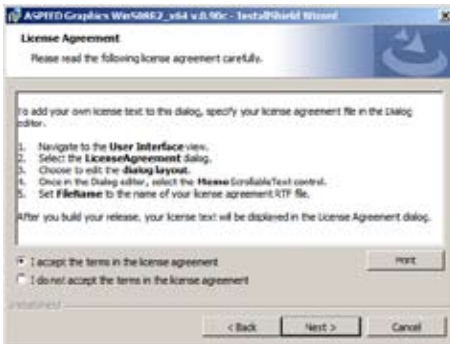 ASPEED Graphics Win508E2_x64 v.0.90c - InstallShield Wizard
License Agreement
Please read the following license agreement carefully.
To add your own license text to this dialog, specify your license agreement file in the Dialog
editor.
1. Navigate to the User Interface view.
2. Select the LicenseAgreement dialog.
3. Choose to edit the dialog layout.
4. Once in the Dialog editor, select the Memo ScrollableText control.
5. Set FileName to the name of your license agreement RTF file.
After you build your release, your license text will be displayed in the License Agreement dialog.
I accept the terms in the license agreement
Print
I do not accept the terms in the license agreement
InstallShield
< Back
Next >
Cancel